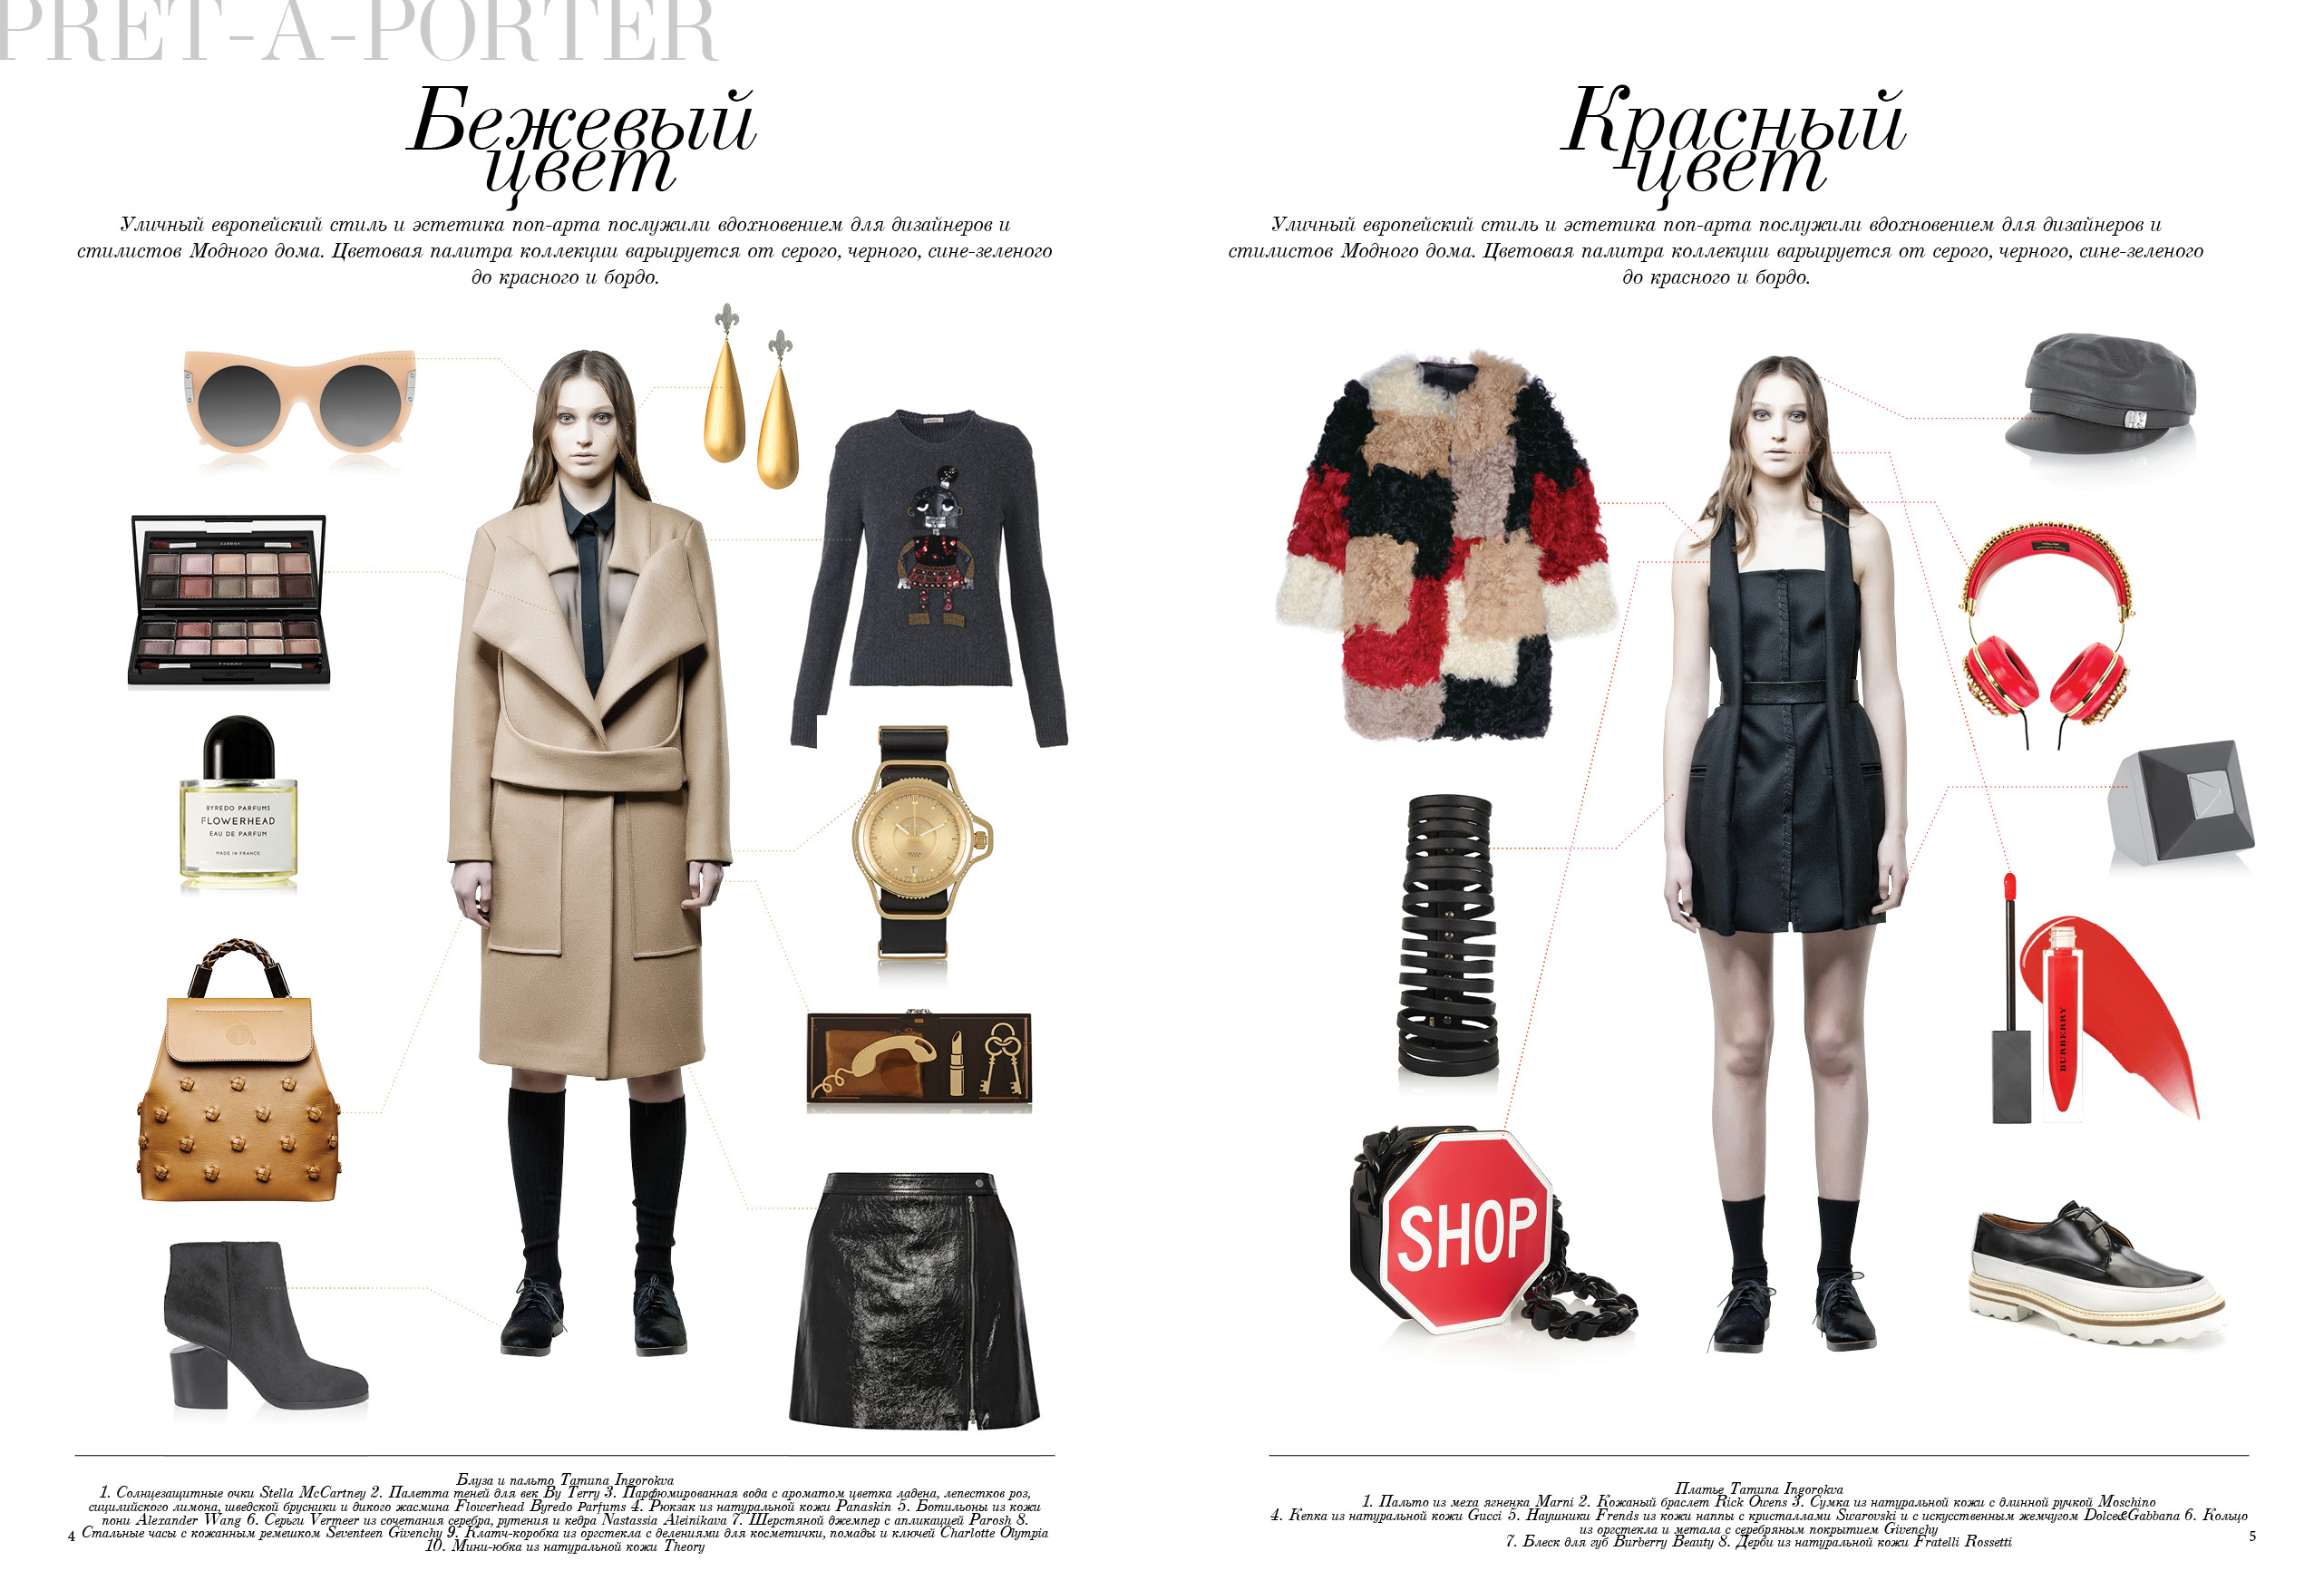 PRET-A-PORTER
Бежевый
цвет
Уличный европейский стиль и эстетика поп-арта послужили вдохновением для дизайнеров и
стилистов Модного дома. Цветовая палитра коллекции варьируется от серого, черного, сине-зеленого
до красного и бордо.
BYREDO PARFUMS
FLOWERHEAD
EAU DE PARFUM
MADE IN FRANCE
Блуза и пальто Tamuna Ingorokva
1. Солнцезащитные очки Stella McCartney 2. Палетта теней для век By Terry 3. Парфюмированная вода с ароматом цветка ладена, лепестков роз,
сицилийского лимона, шведской брусники и дикого жасмина Flowerhead Byredo Parfums 4. Рюкзак из натуральной кожи Panaskin 5. Ботильоны из кожи
пони Alexander Wang 6. Серьги Vermeer из сочетания серебра, рутения и кедра Nastassia Aleinikava 7. Шерстяной джемпер с апликацией Parosh 8.
Стальные часы с кожанным ремешком Seventeen Givenchy 9. Клатч-коробка из оргстекла с делениями для косметички, помады и ключей Charlotte Olympia
10. Мини-юбка из натуральной кожи Theory
4
Красный
цвет
Уличный европейский стиль и эстетика поп-арта послужили вдохновением для дизайнеров и
стилистов Модного дома. Цветовая палитра коллекции варьируется от серого, черного, сине-зеленого
до красного и бордо.
BURBERRY
SHOP
Платье Tamuna Ingorokva
1. Пальто из меха ягненка Marni 2. Кожаный браслет Rick Owens 3. Сумка из натуральной кожи с длинной ручкой Moschino
4. Кепка из натуральной кожи Gucci 5. Наушники Frends из кожи наппы с кристаллами Swarovski и с искусственным жемчугом Dolce&Gabbana 6. Кольцо
из оргстекла и метала с серебряным покрытием Givenchy
7. Блеск для губ Burberry Beauty 8. Дерби из натуральной кожи Fratelli Rossetti
5